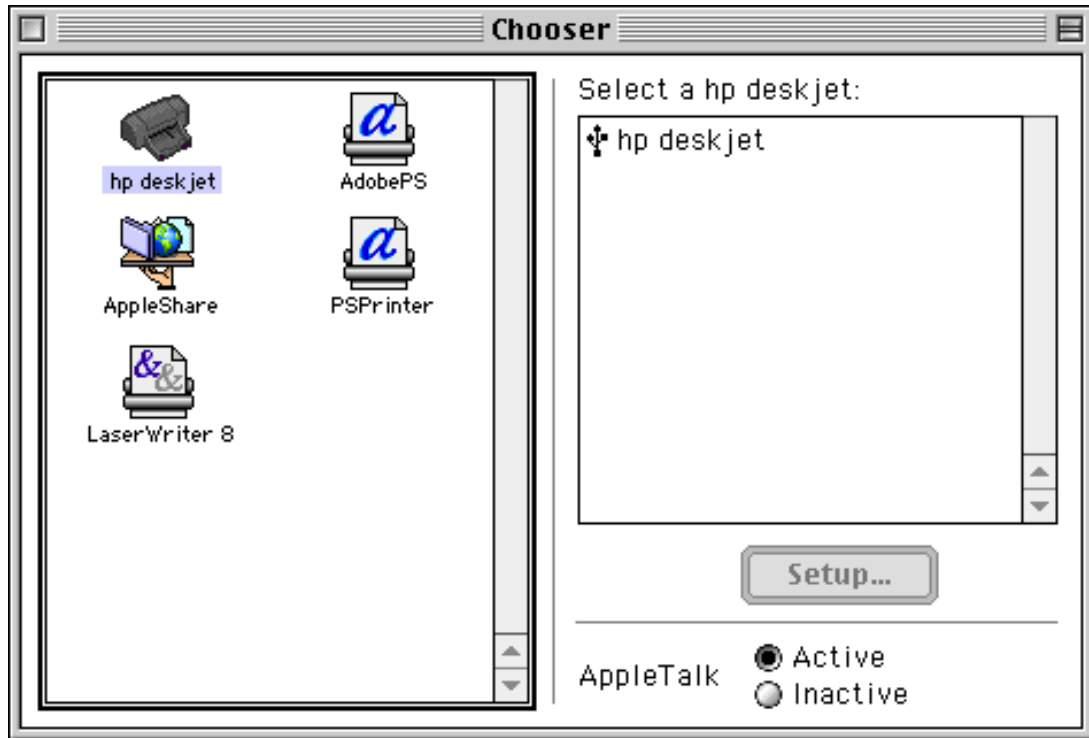 Chooser
hp deskjet
AdobePS
AppleShare
PSPrinter
LaserWriter 8
Select a hp deskjet:
hp deskjet
Setup...
AppleTalk
Active
Inactive